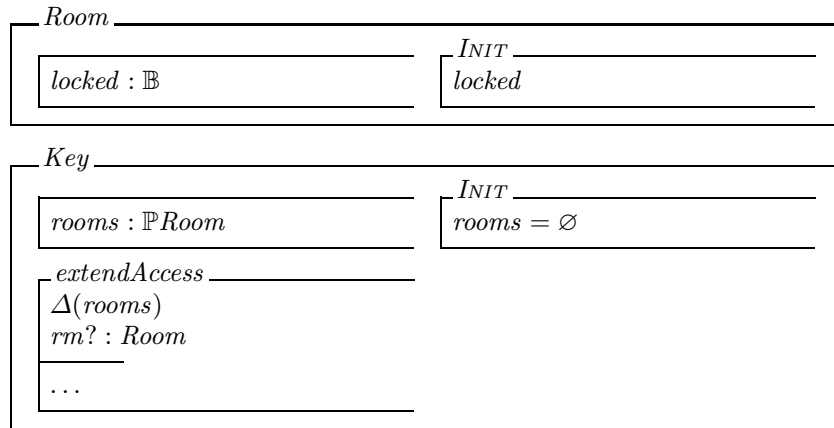 Room
locked : 𝔹
INIT
locked
Key
rooms : ℙRoom
INIT
rooms = ∅
extendAccess
Δ(rooms)
rm? : Room
. . .